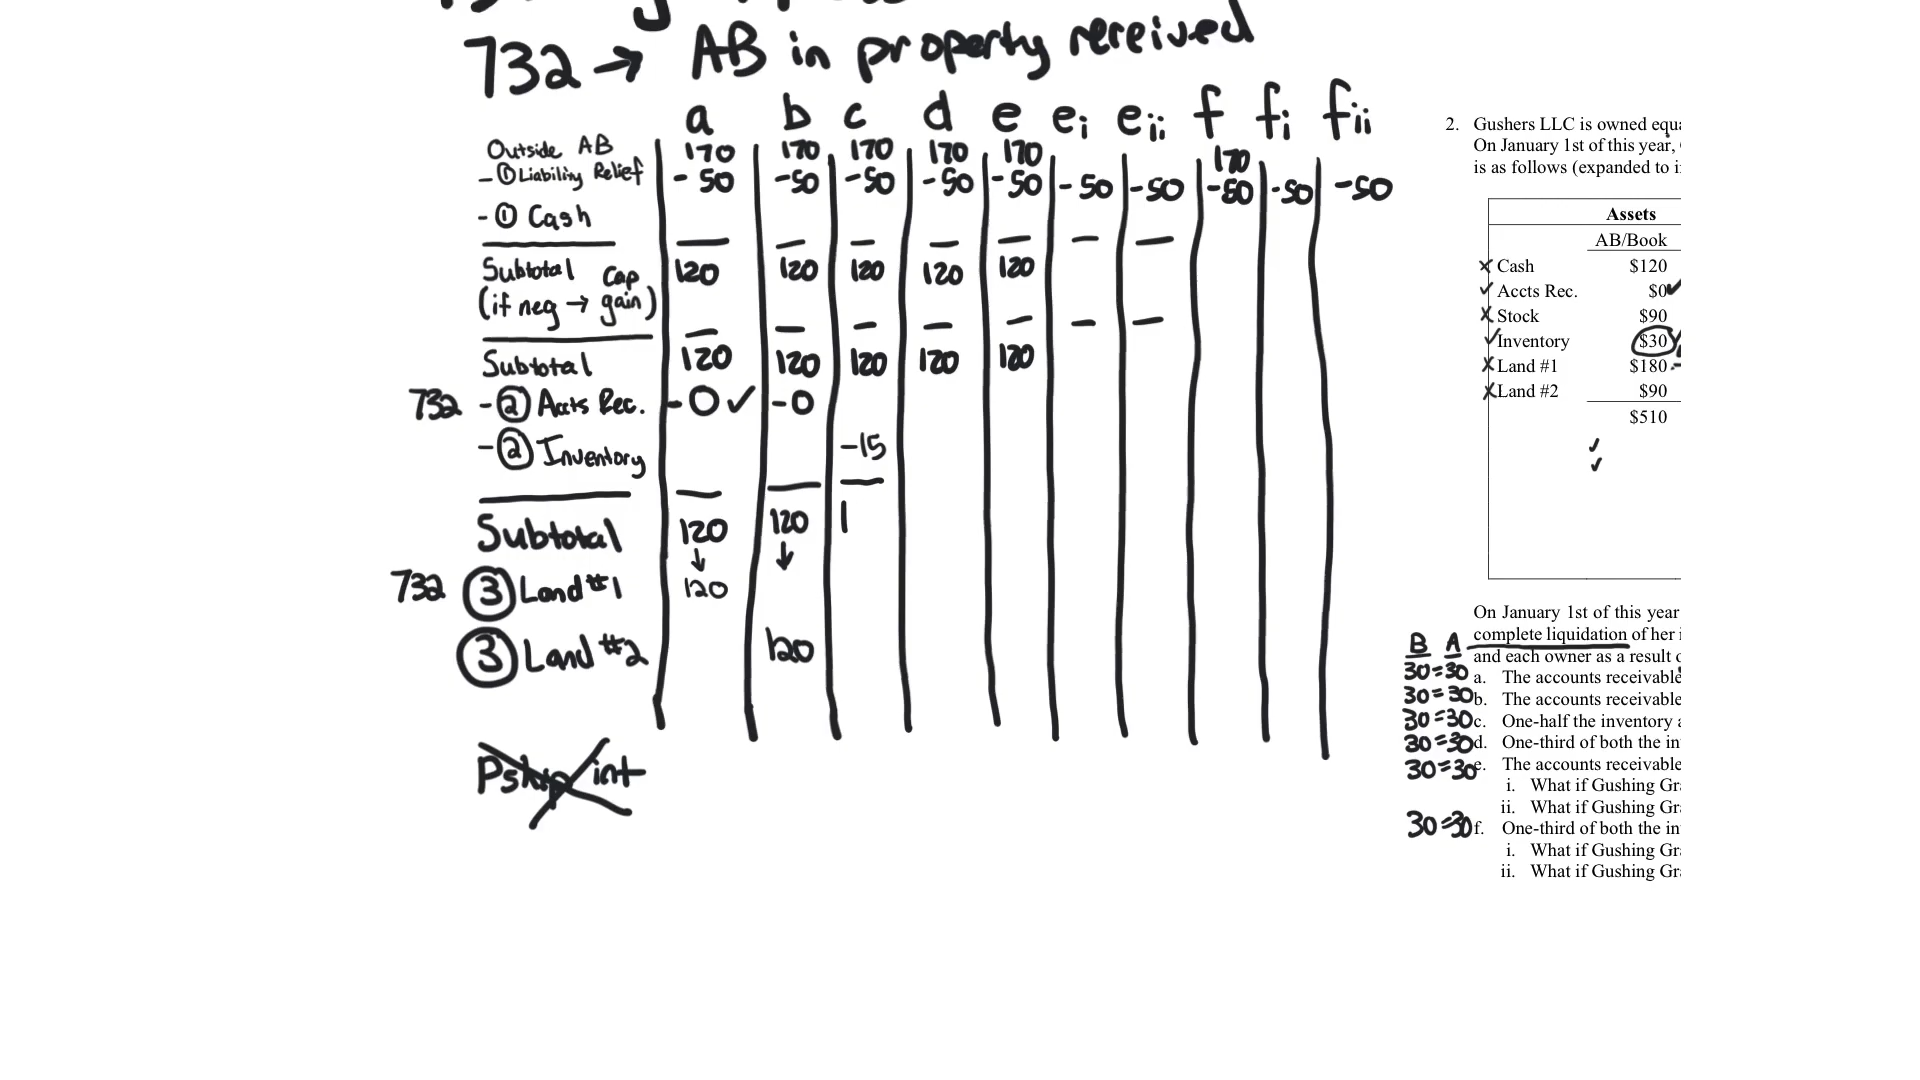 732 → AB in property received
a b c d e ei eii f fi fii
Outside AB 170 170 170 170 170 170
- ① Liability Relief - 50 -50 -50 -50 -50 -50 -50 -50 -50 -50
- ① Cash
Subtotal Cap 120 120 120 120 120
(if neg → gain)
Subtotal 120 120 120 120 120
732 - ② Accts Rec. - 0 ✓ - 0
- ② Inventory -15
Subtotal 120 120 1
↓ ↓
732 ③ Land #1 120
③ Land #2 120
Pship int
2. Gushers LLC is owned equa
On January 1st of this year,
is as follows (expanded to i
Assets
AB/Book
x Cash $120
✓ Accts Rec. $0 ✓
x Stock $90
✓ Inventory $30
x Land #1 $180
x Land #2 $90
$510
✓
✓
On January 1st of this year
B A complete liquidation of her i
and each owner as a result o
30=30 a. The accounts receivable
30=30 b. The accounts receivable
30=30 c. One-half the inventory a
30=30 d. One-third of both the in
30=30 e. The accounts receivable
i. What if Gushing Gr
ii. What if Gushing Gr
30=30 f. One-third of both the in
i. What if Gushing Gr
ii. What if Gushing Gr